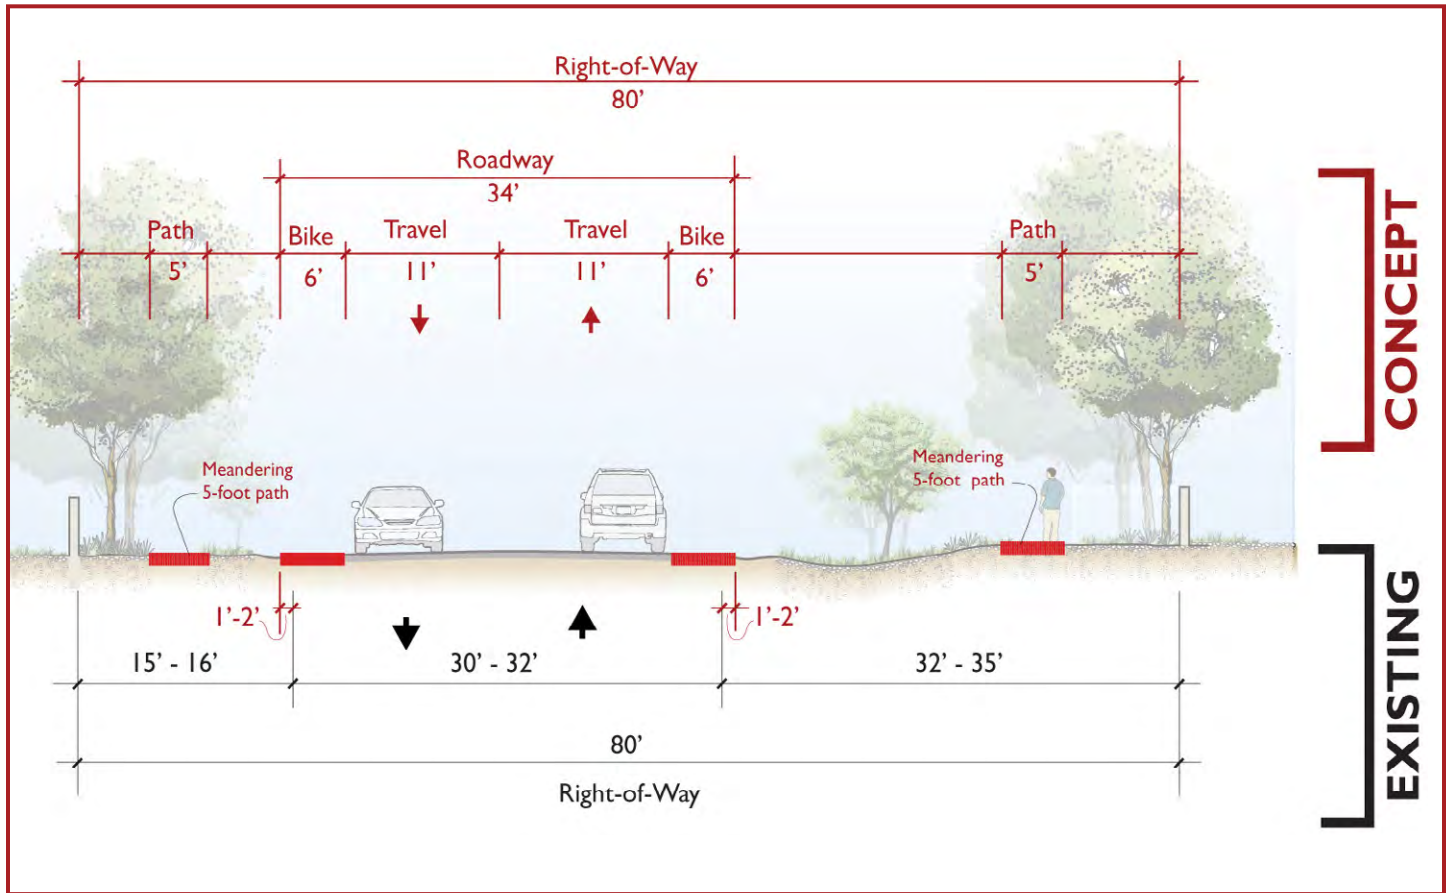 Right-of-Way
80’
Roadway
34’
Path
Bike
Travel
Travel
Bike
Path
5’
6’
11’
11’
6’
5’
CONCEPT
Meandering
5-foot path
Meandering
5-foot path
1’-2’
1’-2’
15’ - 16’
30’ - 32’
32’ - 35’
EXISTING
80’
Right-of-Way